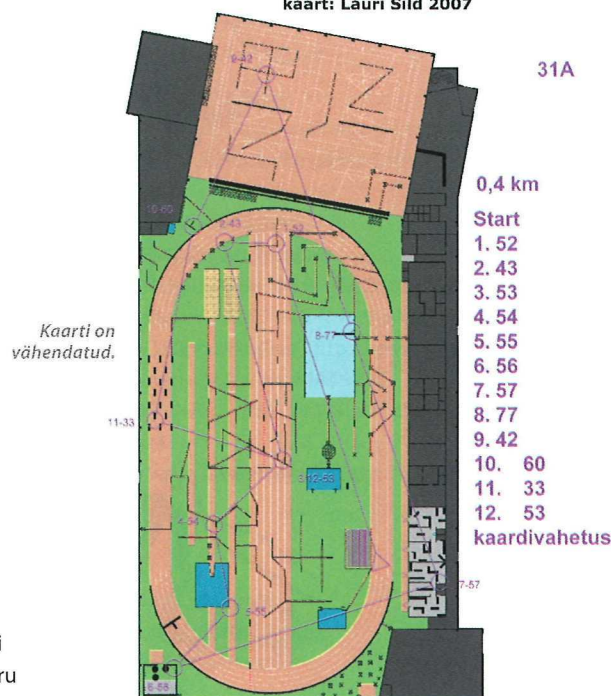 kaart: Lauri Sild 2007
31A
0,4 km
Start
1. 52
2. 43
3. 53
4. 54
5. 55
6. 56
7. 57
8. 77
9. 42
10. 60
11. 33
12. 53
kaardivahetus
Kaarti on
vähendatud.
9-42
10-60
2-43
8-77
11-33
3/12-53
4-54
5-55
7-57
6-56
i
ru